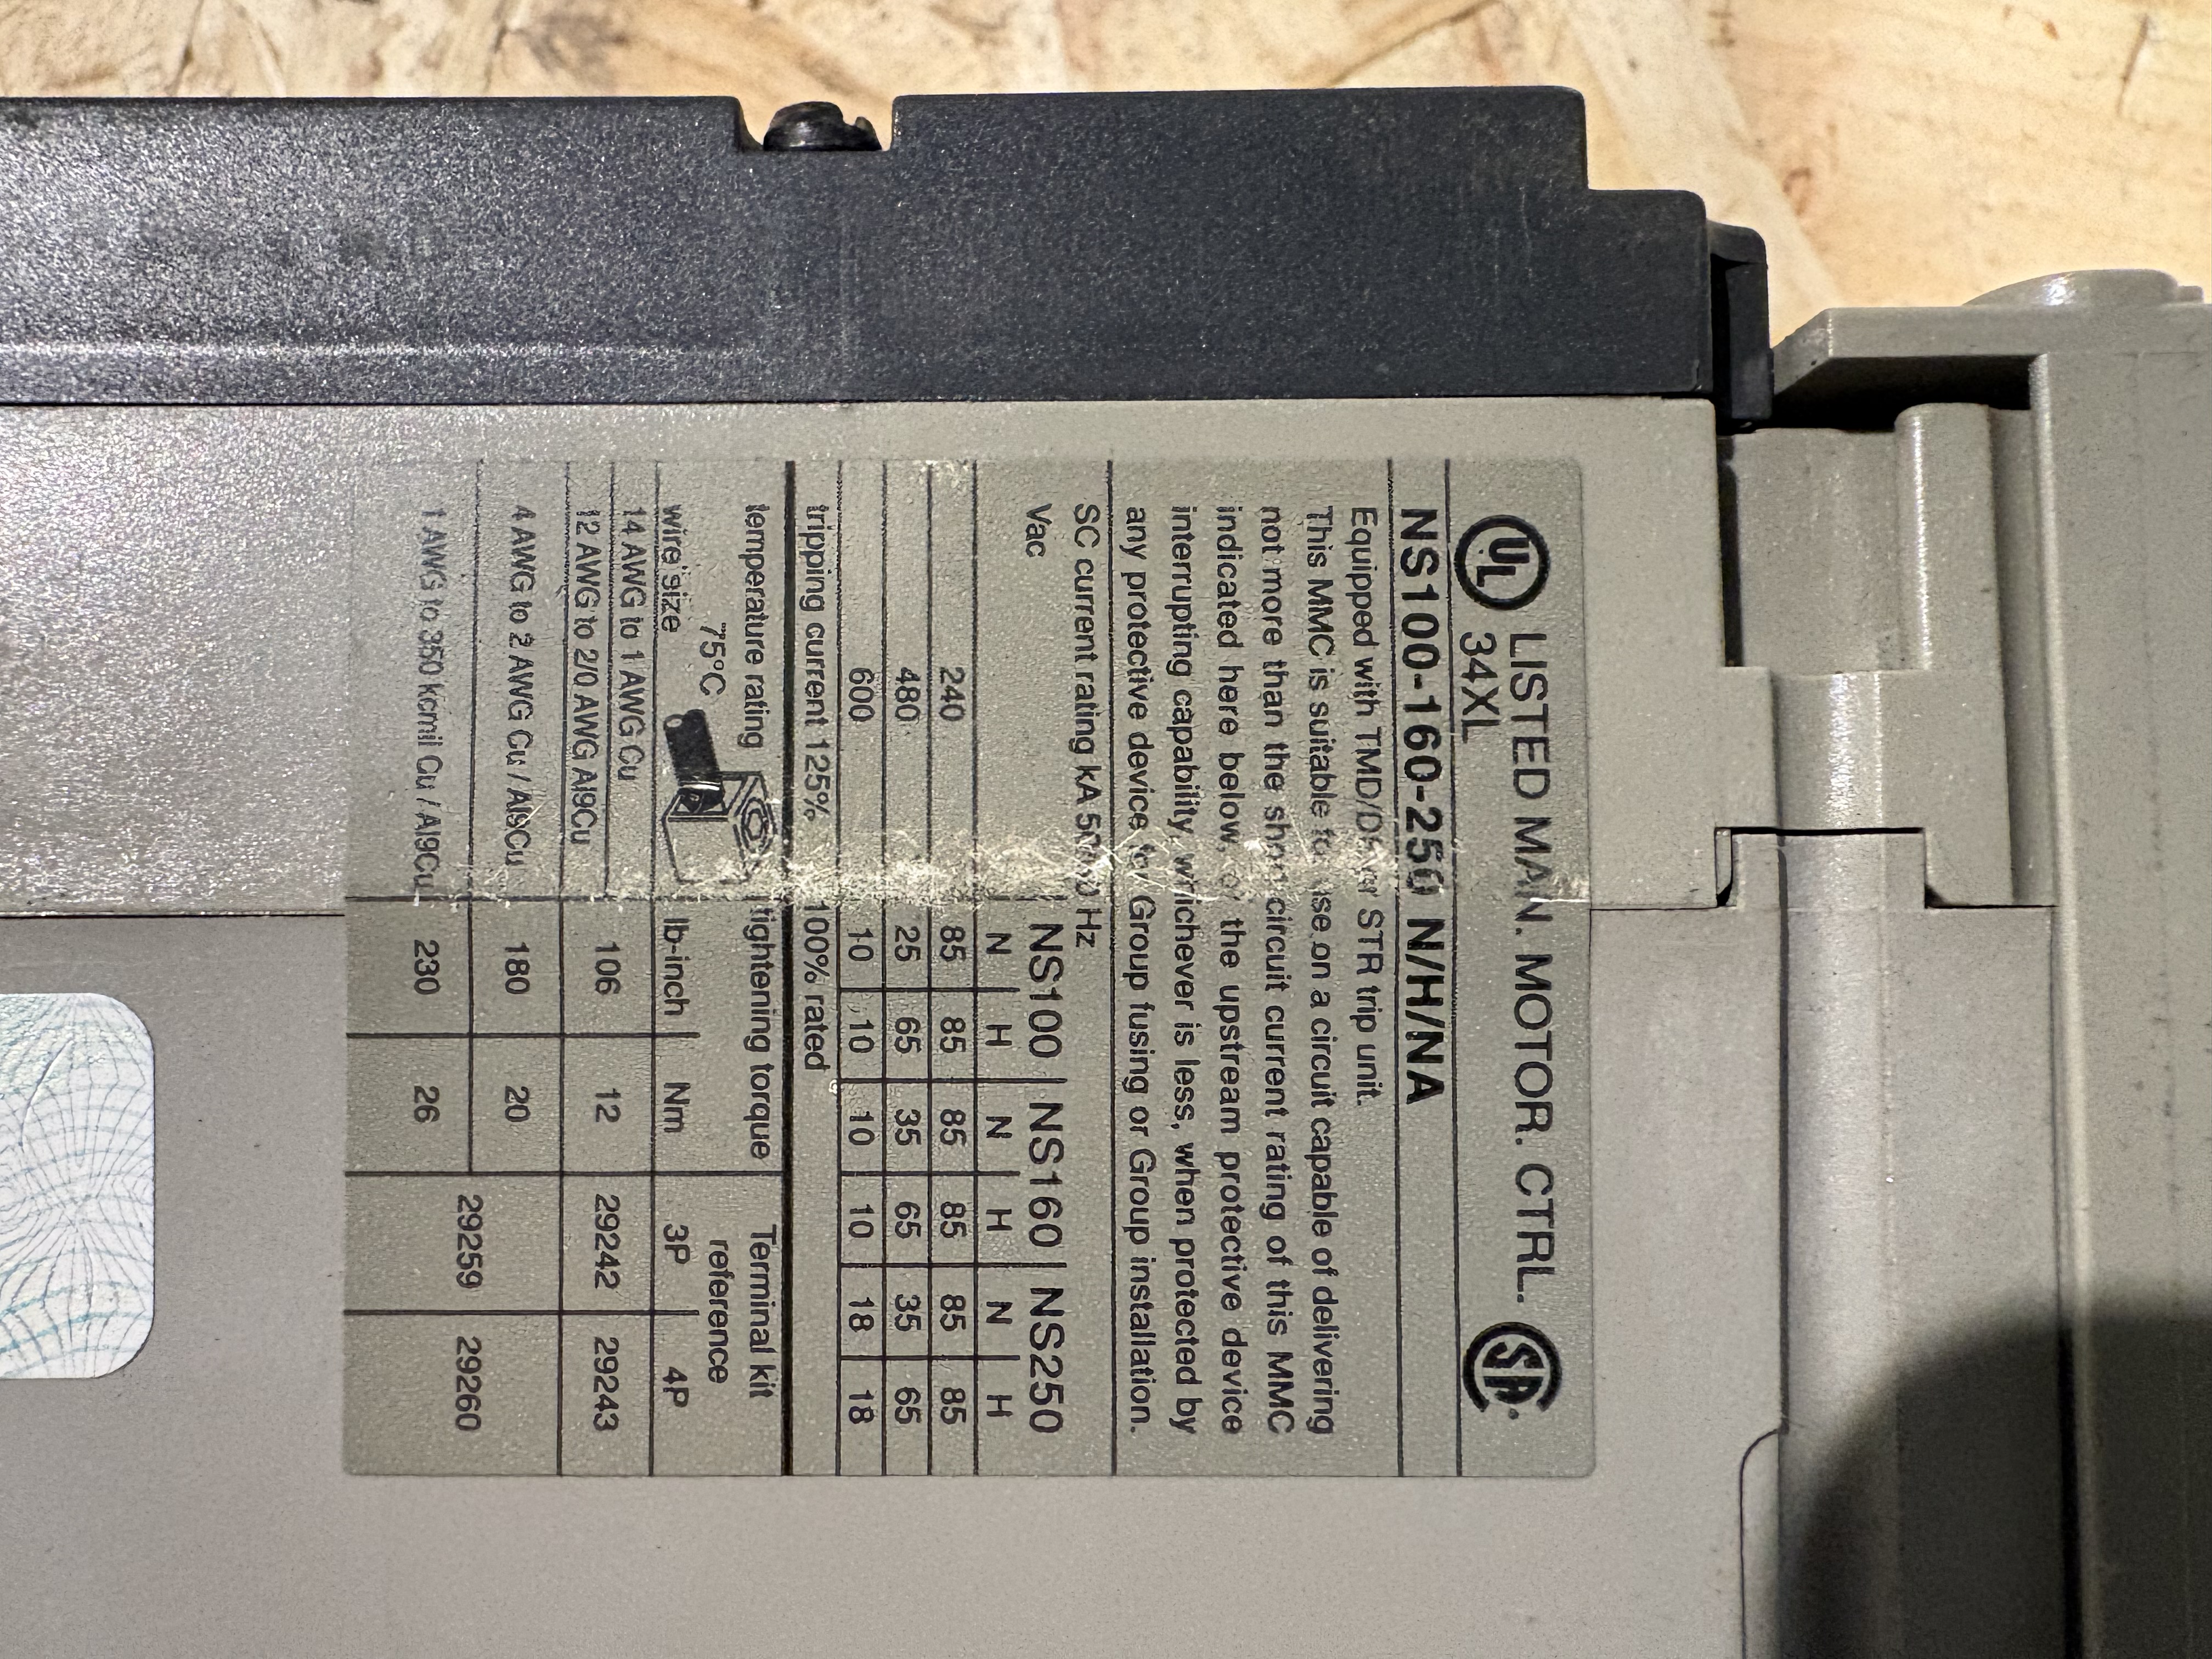 UL LISTED MAN. MOTOR. CTRL. SA
34XL
NS100-160-250 N/H/NA
Equipped with STR trip unit.
This MMC is suitable use on a circuit capable of delivering
not more than the short circuit current rating of this MMC
indicated here below, or the upstream protective device
interrupting capability, whichever is less, when protected by
any protective device for Group fusing or Group installation.
SC current rating kA Hz
Vac NS100 NS160 NS250
N H N H N H
240 85 85 85 85 85 85
480 25 65 35 65 35 65
600 10 10 10 10 18 18
tripping current 125% 100% rated
temperature rating tightening torque Terminal kit
75°C reference
wire size lb-inch Nm 3P 4P
14 AWG to 1 AWG Cu
12 AWG to 2/0 AWG Al9Cu 106 12 29242 29243
4 AWG to 2 AWG Cu / Al9Cu 180 20
29259 29260
1 AWG to 350 kcmil Cu / Al9Cu 230 26